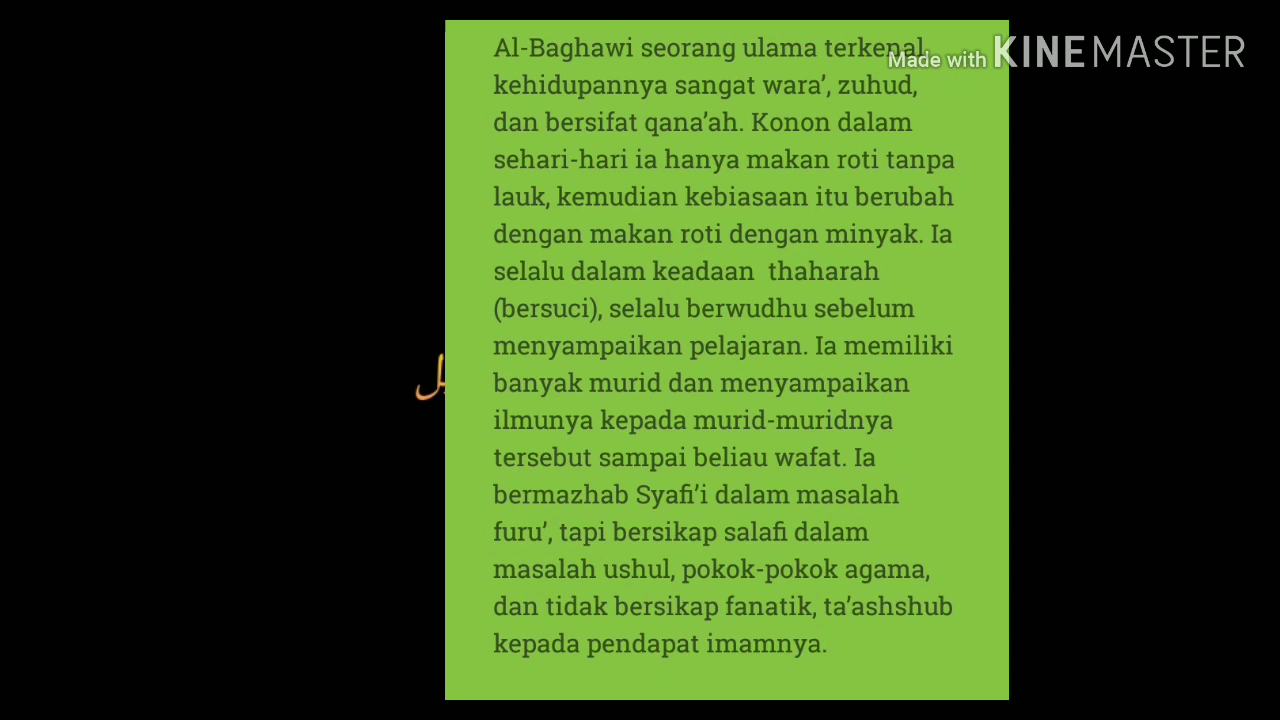 Al-Baghawi seorang ulama terkenal
Made with KINEMASTER
kehidupannya sangat wara’, zuhud,
dan bersifat qana’ah. Konon dalam
sehari-hari ia hanya makan roti tanpa
lauk, kemudian kebiasaan itu berubah
dengan makan roti dengan minyak. Ia
selalu dalam keadaan  thaharah
(bersuci), selalu berwudhu sebelum
menyampaikan pelajaran. Ia memiliki
banyak murid dan menyampaikan
ilmunya kepada murid-muridnya
tersebut sampai beliau wafat. Ia
bermazhab Syafi’i dalam masalah
furu’, tapi bersikap salafi dalam
masalah ushul, pokok-pokok agama,
dan tidak bersikap fanatik, ta’ashshub
kepada pendapat imamnya.